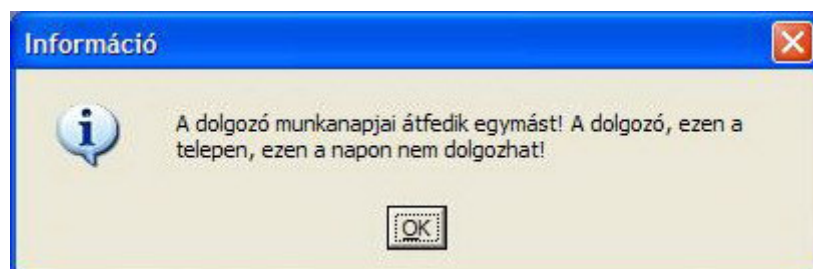 Információ
A dolgozó munkanapjai átfedik egymást! A dolgozó, ezen a
telepen, ezen a napon nem dolgozhat!
OK